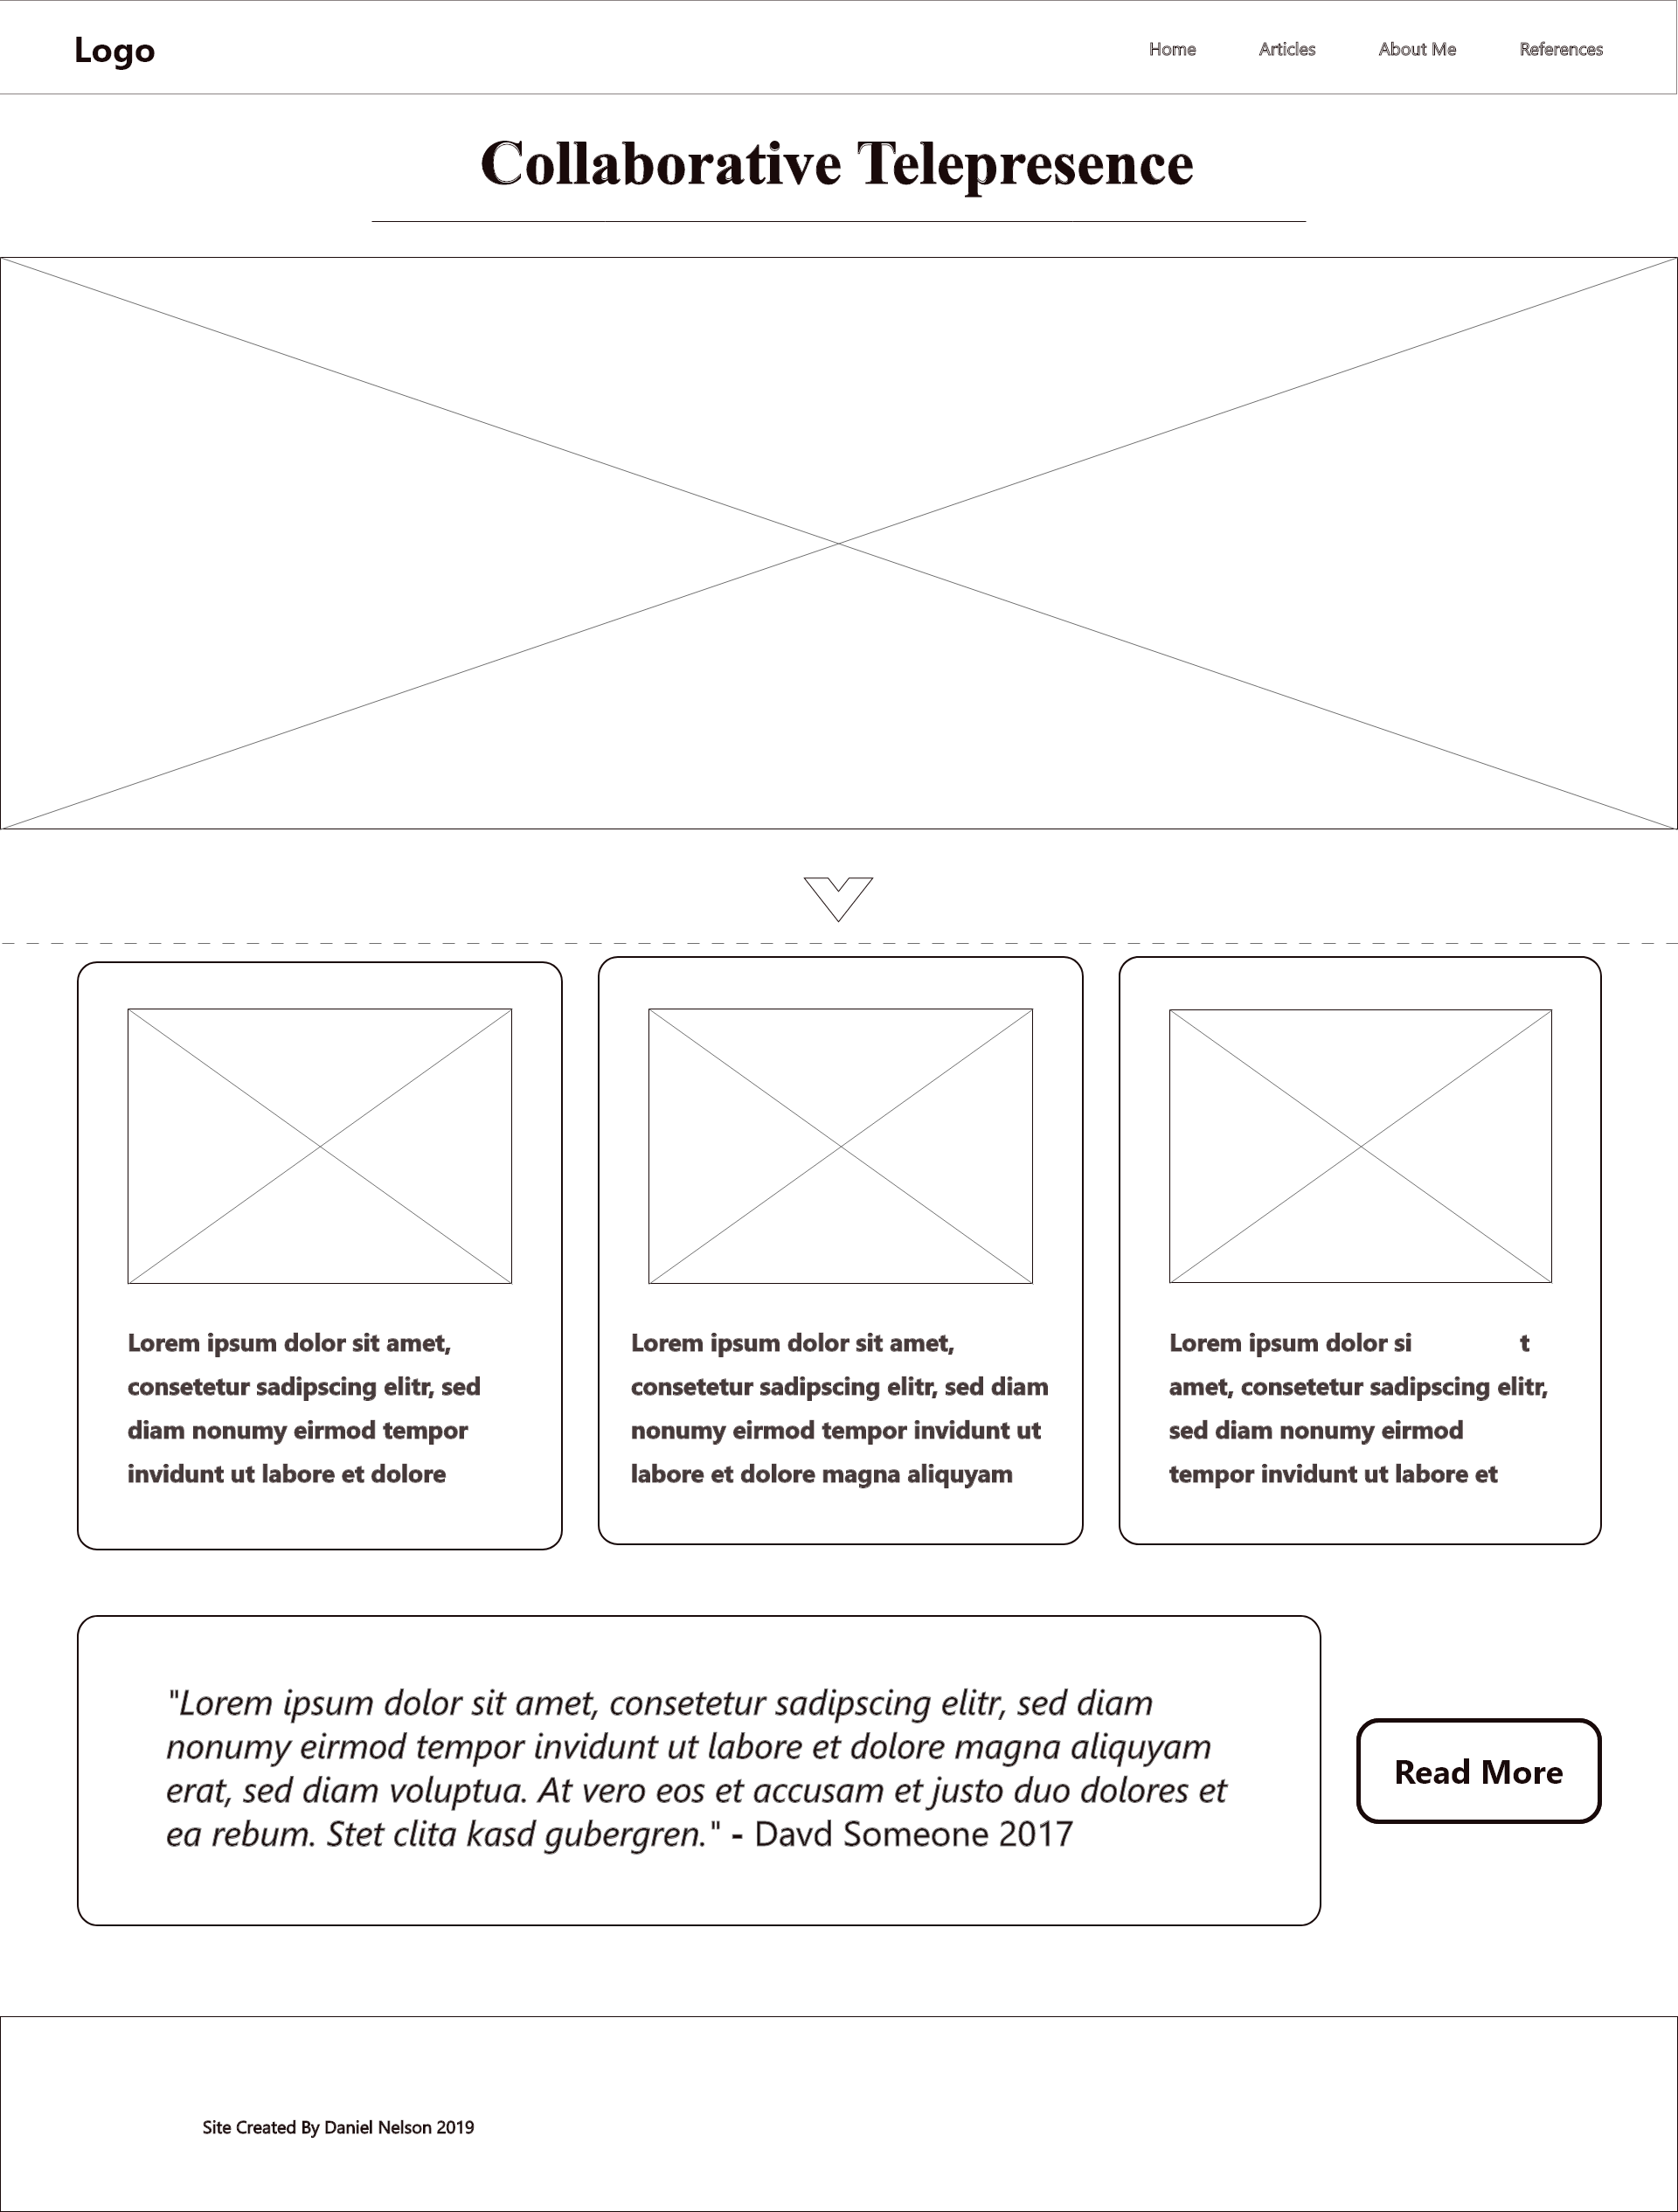 Logo
Home Articles About Me References
Collaborative Telepresence
Lorem ipsum dolor sit amet,
consetetur sadipscing elitr, sed
diam nonumy eirmod tempor
invidunt ut labore et dolore
Lorem ipsum dolor sit amet,
consetetur sadipscing elitr, sed diam
nonumy eirmod tempor invidunt ut
labore et dolore magna aliquyam
Lorem ipsum dolor si t
amet, consetetur sadipscing elitr,
sed diam nonumy eirmod
tempor invidunt ut labore et
"Lorem ipsum dolor sit amet, consetetur sadipscing elitr, sed diam
nonumy eirmod tempor invidunt ut labore et dolore magna aliquyam
erat, sed diam voluptua. At vero eos et accusam et justo duo dolores et
ea rebum. Stet clita kasd gubergren." - Davd Someone 2017
Read More
Site Created By Daniel Nelson 2019